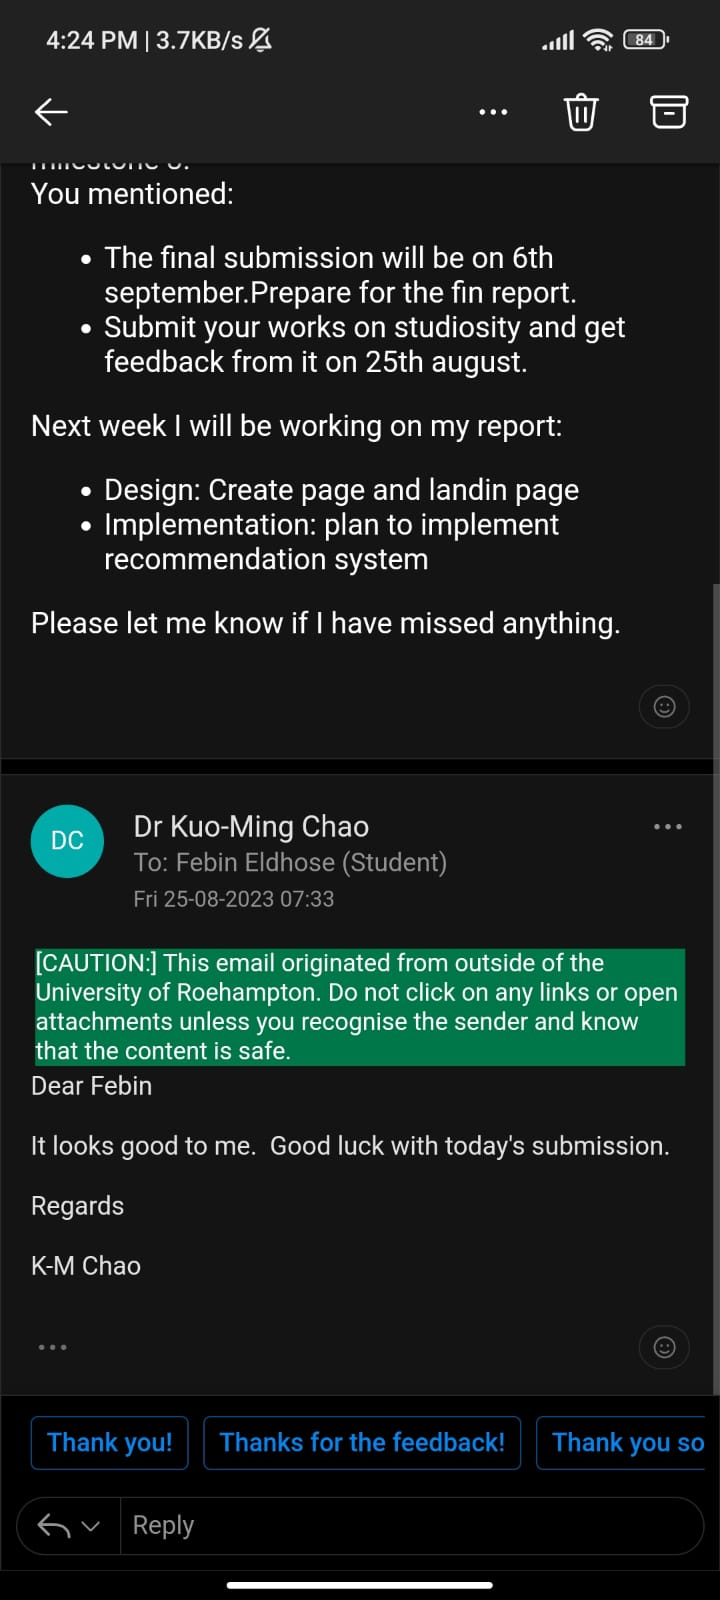 4:24 PM | 3.7KB/s
84
You mentioned:
• The final submission will be on 6th
september.Prepare for the fin report.
• Submit your works on studiosity and get
feedback from it on 25th august.
Next week I will be working on my report:
• Design: Create page and landin page
• Implementation: plan to implement
recommendation system
Please let me know if I have missed anything.
DC
Dr Kuo-Ming Chao
To: Febin Eldhose (Student)
Fri 25-08-2023 07:33
[CAUTION:] This email originated from outside of the
University of Roehampton. Do not click on any links or open
attachments unless you recognise the sender and know
that the content is safe.
Dear Febin
It looks good to me.  Good luck with today's submission.
Regards
K-M Chao
Thank you!
Thanks for the feedback!
Thank you so
Reply